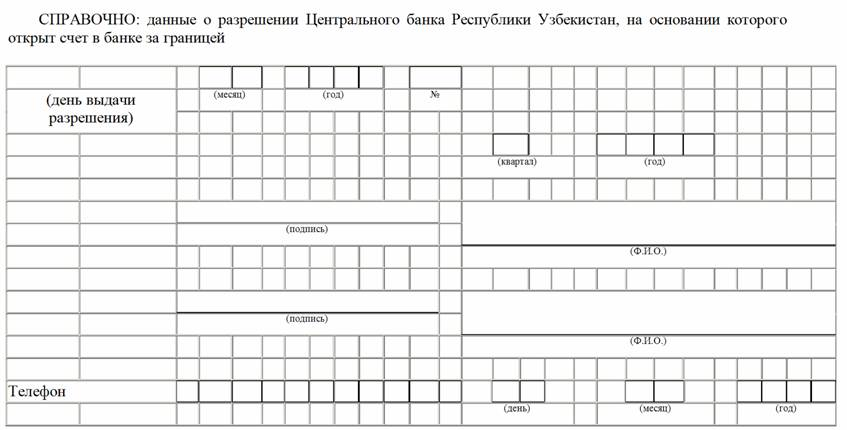 СПРАВОЧНО: данные о разрешении Центрального банка Республики Узбекистан, на основании которого
открыт счет в банке за границей
(день выдачи
разрешения)
(месяц) (год) №
(квартал) (год)
(подпись)
(Ф.И.О.)
(подпись)
(Ф.И.О.)
Телефон
(день) (месяц) (год)